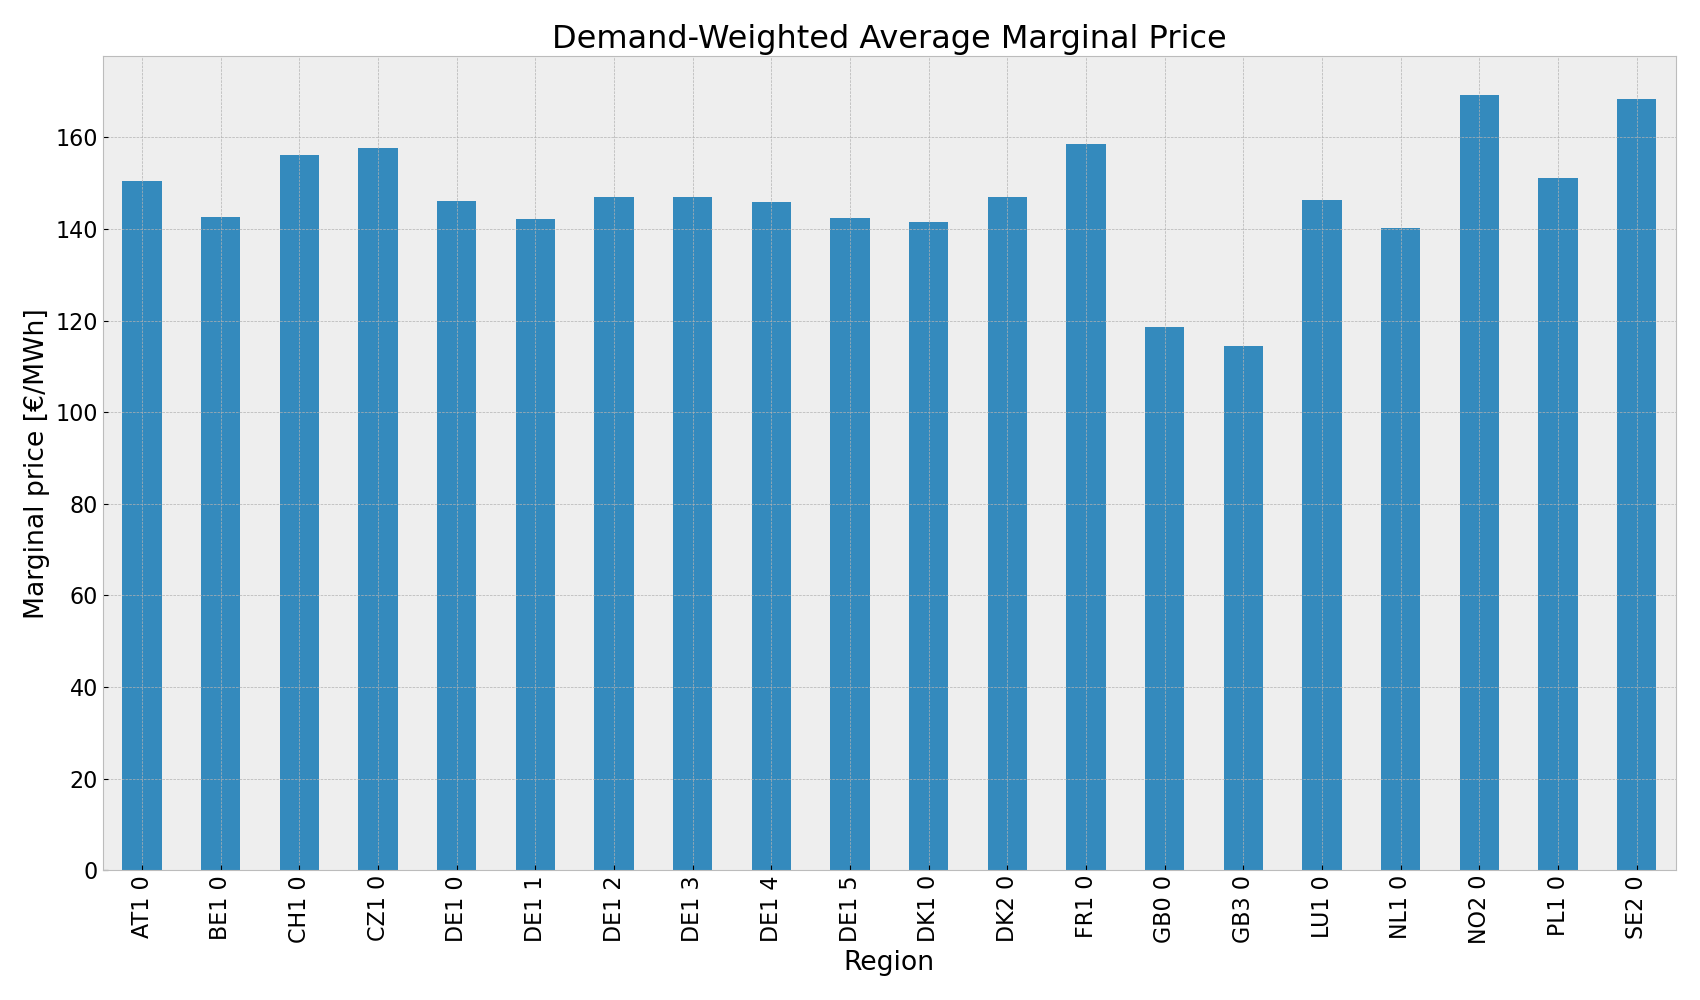 Demand-Weighted Average Marginal Price
Marginal price [€/MWh]
160
140
120
100
80
60
40
20
0
AT1 0
BE1 0
CH1 0
CZ1 0
DE1 0
DE1 1
DE1 2
DE1 3
DE1 4
DE1 5
DK1 0
DK2 0
FR1 0
GB0 0
GB3 0
LU1 0
NL1 0
NO2 0
PL1 0
SE2 0
Region